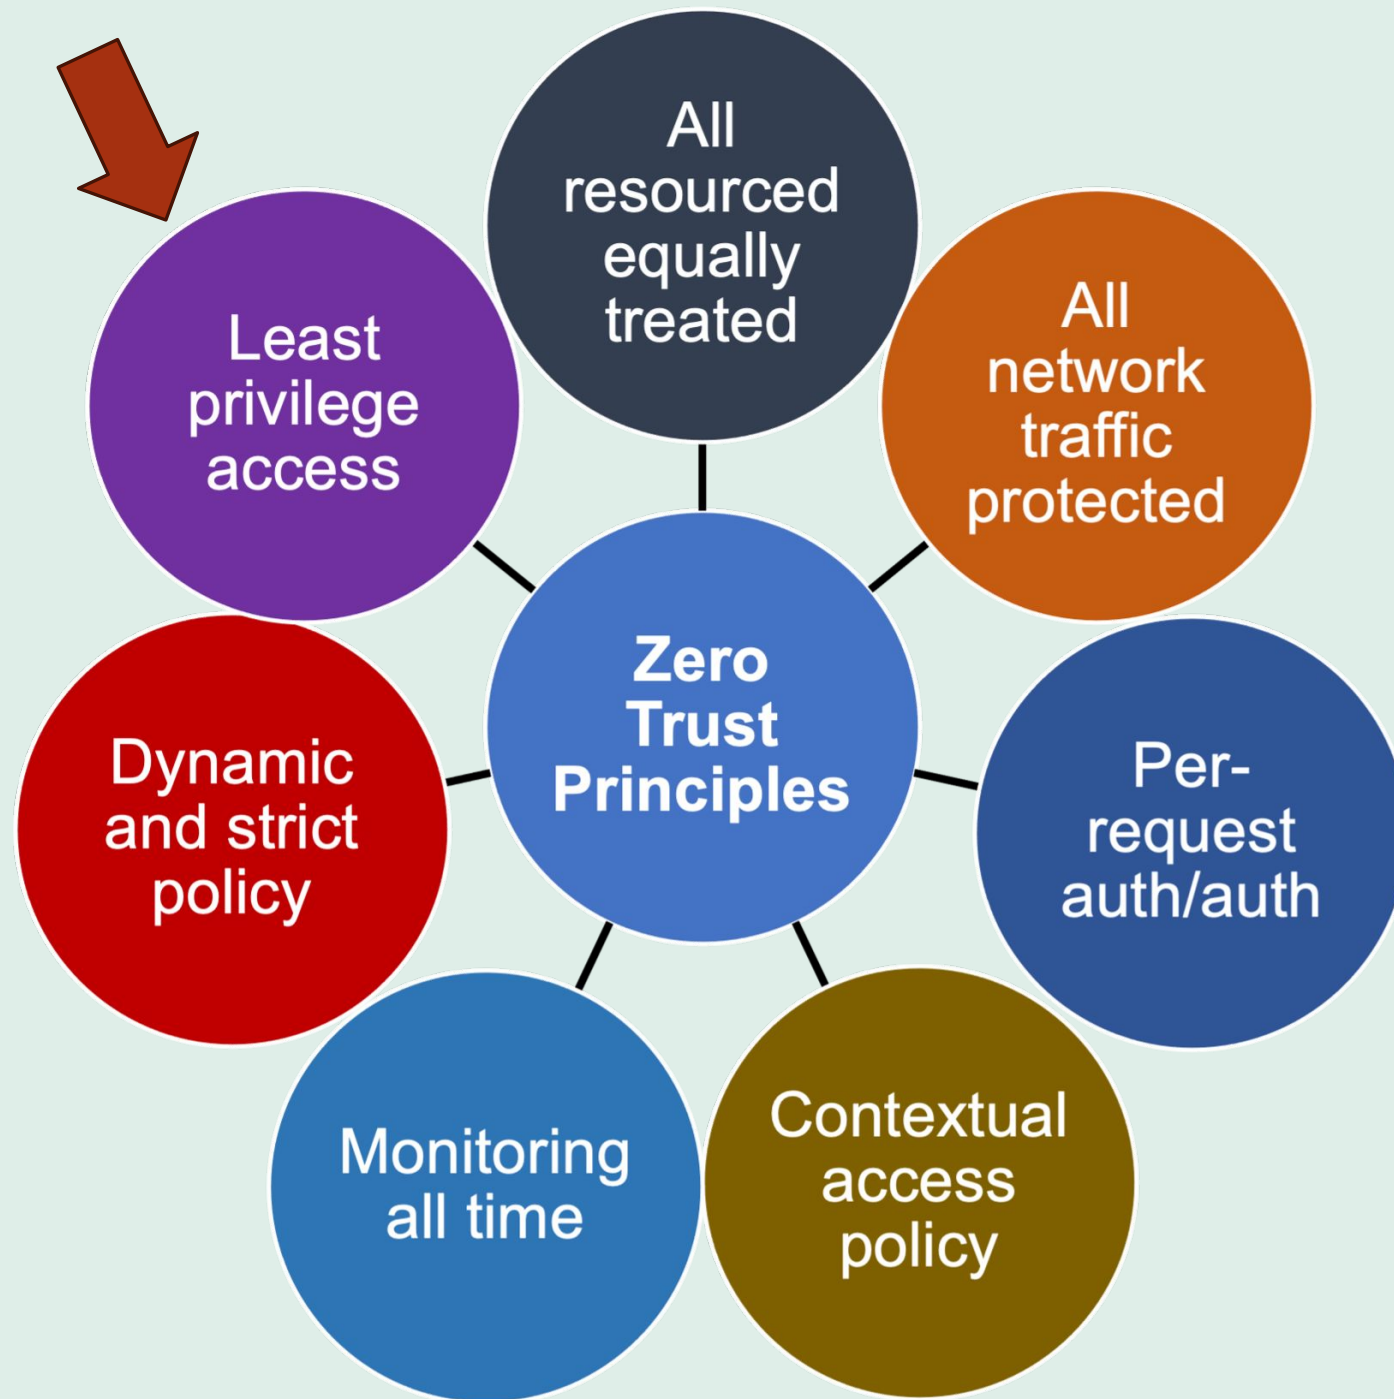 All
resourced
equally
treated
All
network
traffic
protected
Per-
request
auth/auth
Contextual
access
policy
Monitoring
all time
Dynamic
and strict
policy
Least
privilege
access
Zero
Trust
Principles